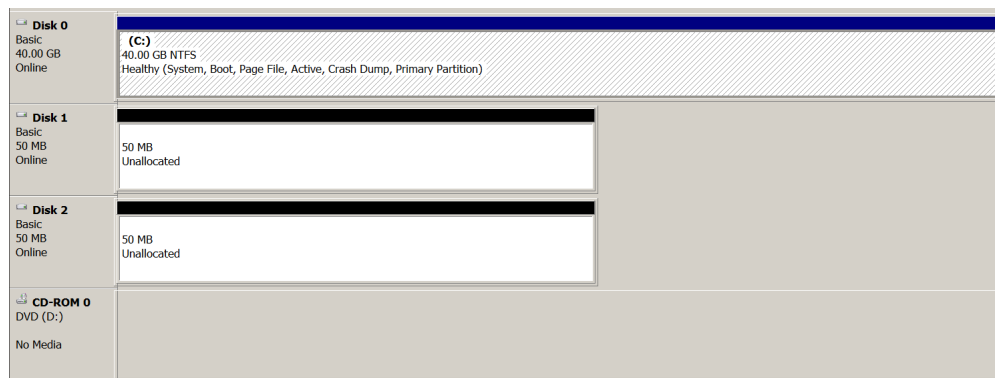 Disk 0
Basic
40.00 GB
Online
(C:)
40.00 GB NTFS
Healthy (System, Boot, Page File, Active, Crash Dump, Primary Partition)
Disk 1
Basic
50 MB
Online
50 MB
Unallocated
Disk 2
Basic
50 MB
Online
50 MB
Unallocated
CD-ROM 0
DVD (D:)
No Media